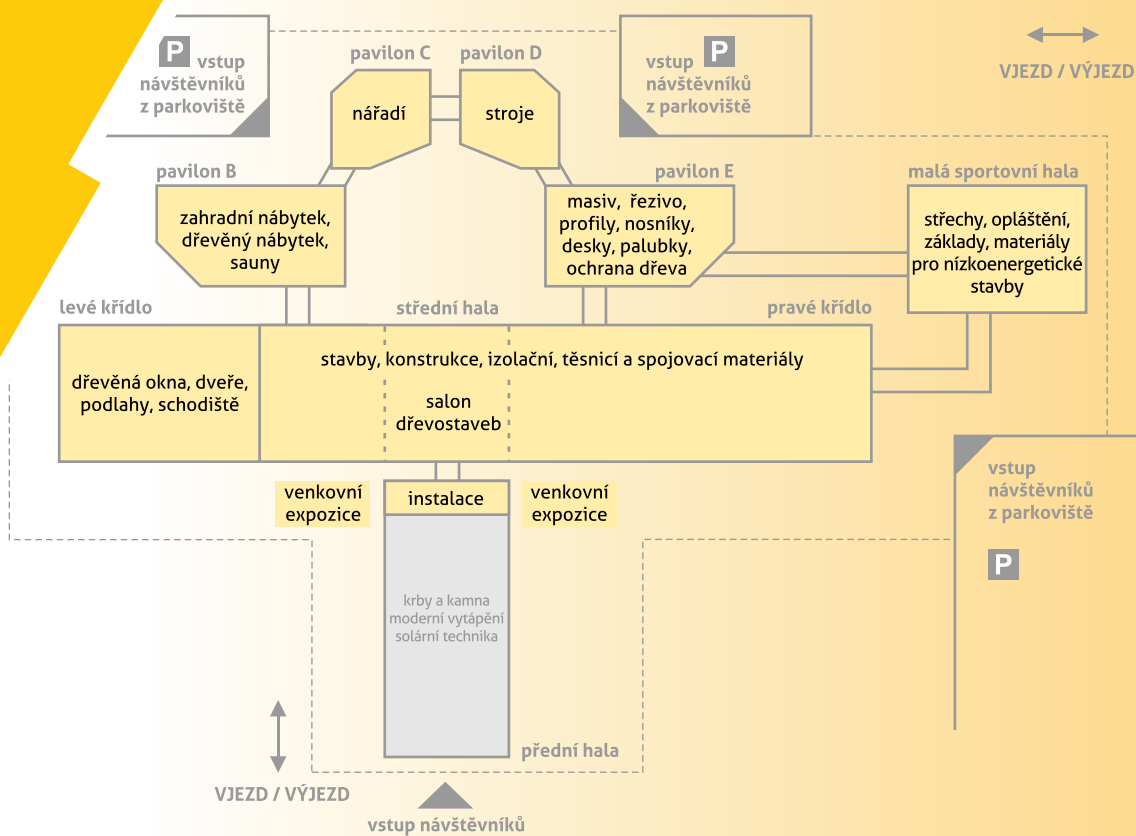 P
vstup
návštěvníků
z parkoviště
pavilon C
pavilon D
vstup
P
návštěvníků
z parkoviště
VJEZD / VÝJEZD
nářadí
stroje
pavilon B
zahradní nábytek,
dřevěný nábytek,
sauny
pavilon E
masiv, řezivo,
profily, nosníky,
desky, palubky,
ochrana dřeva
malá sportovní hala
střechy, opláštění,
základy, materiály
pro nízkoenergetické
stavby
levé křídlo
střední hala
pravé křídlo
dřevěná okna, dveře,
podlahy, schodiště
stavby, konstrukce, izolační, těsnicí a spojovací materiály
salon
dřevostaveb
venkovní
expozice
instalace
venkovní
expozice
vstup
návštěvníků
z parkoviště
P
krby a kamna
moderní vytápění
solární technika
přední hala
VJEZD / VÝJEZD
vstup návštěvníků